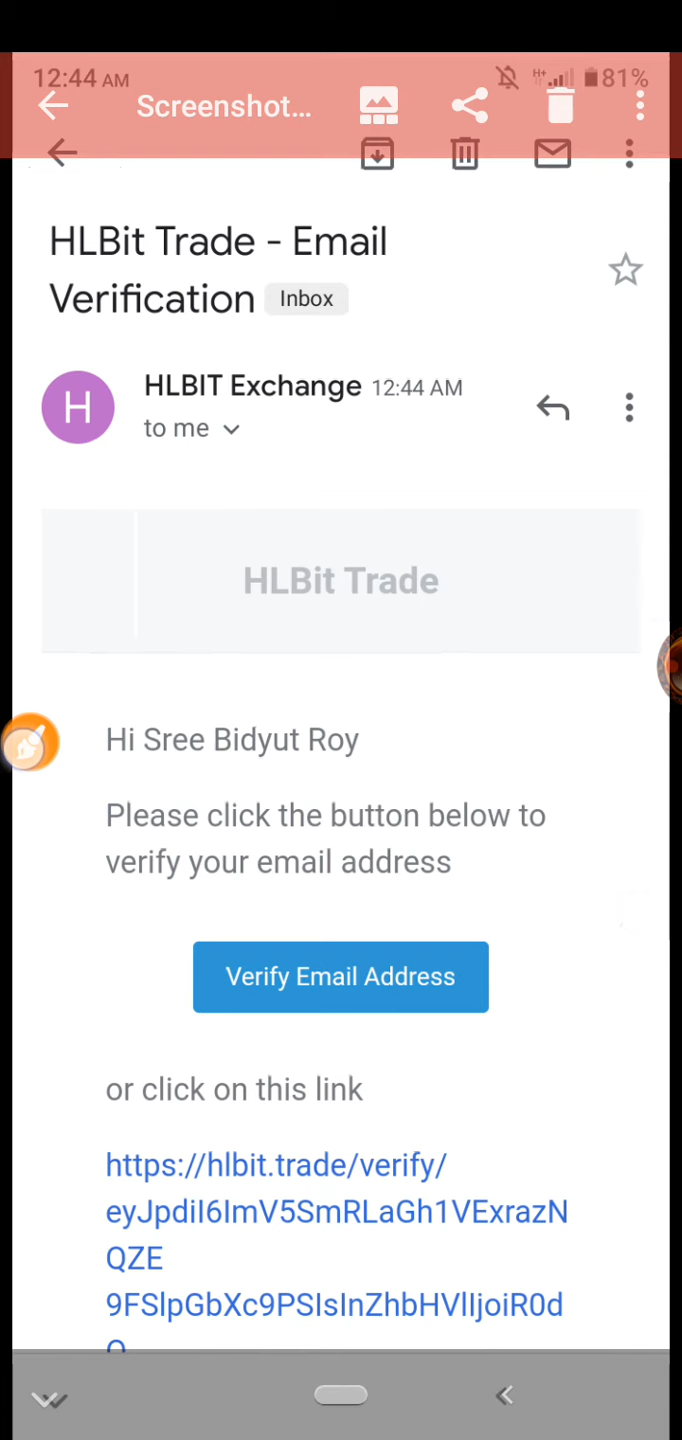 12:44 AM
81%
Screenshot...
HLBit Trade - Email
Verification Inbox
H
HLBIT Exchange 12:44 AM
to me
HLBit Trade
Hi Sree Bidyut Roy
Please click the button below to
verify your email address
Verify Email Address
or click on this link
https://hlbit.trade/verify/
eyJpdiI6ImV5SmRLaGh1VExrazN
QZE
9FSlpGbXc9PSIsInZhbHVlIjoiR0d